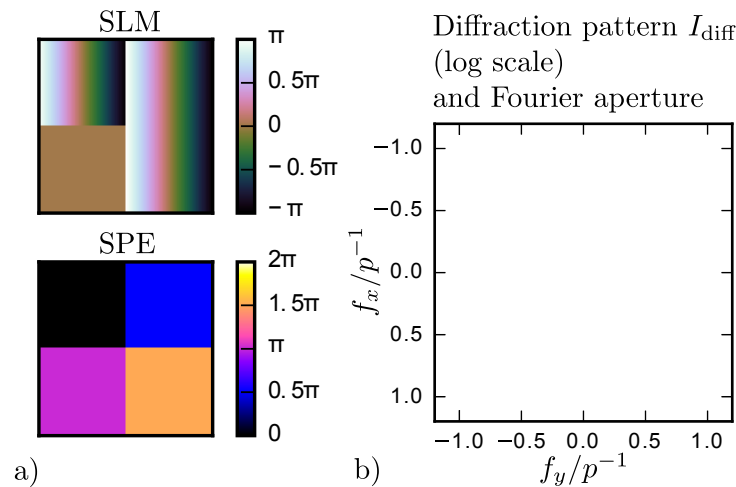 SLM
π
0.5π
0
−0.5π
−π
SPE
2π
1.5π
π
0.5π
0
a)
Diffraction pattern I_diff
(log scale)
and Fourier aperture
−1.0
−0.5
0.0
0.5
1.0
f_x/p⁻¹
−1.0 −0.5 0.0 0.5 1.0
f_y/p⁻¹
b)